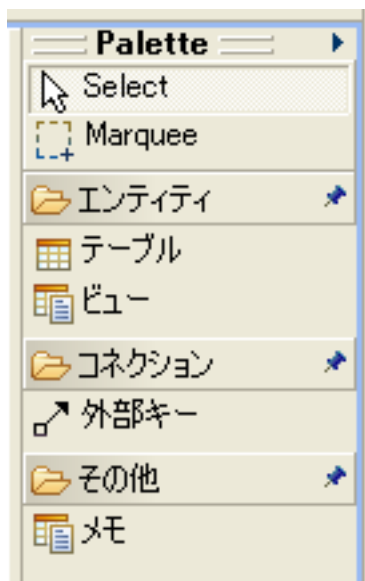 Palette
Select
Marquee
エンティティ
テーブル
ビュー
コネクション
外部キー
その他
メモ